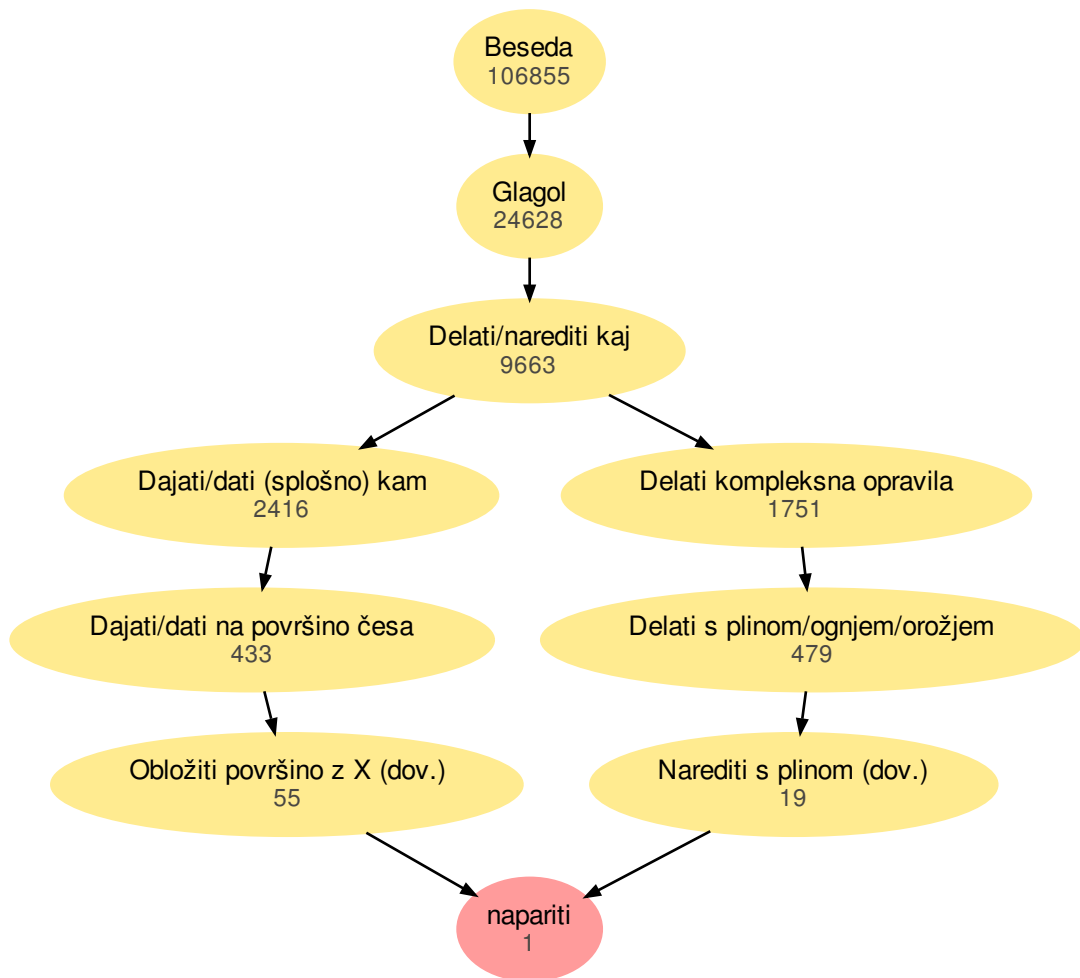 Beseda
106855
Glagol
24628
Delati/narediti kaj
9663
Dajati/dati (splošno) kam
2416
Delati kompleksna opravila
1751
Dajati/dati na površino česa
433
Delati s plinom/ognjem/orožjem
479
Obložiti površino z X (dov.)
55
Narediti s plinom (dov.)
19
napariti
1